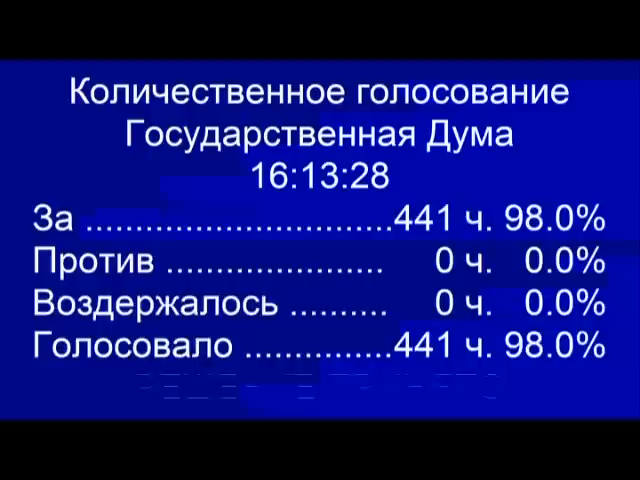 Количественное голосование
Государственная Дума
16:13:28
За ...............................441 ч. 98.0%
Против ...................... 0 ч. 0.0%
Воздержалось .......... 0 ч. 0.0%
Голосовало ...............441 ч. 98.0%